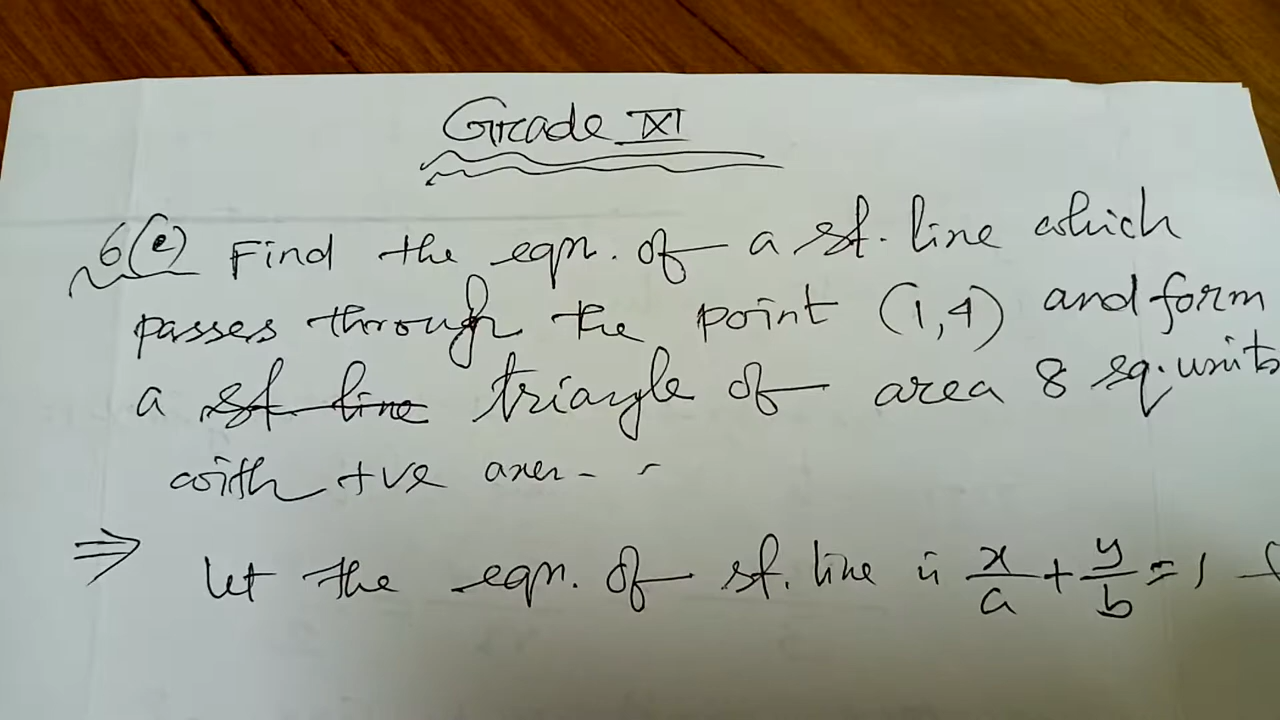 Grade XI
6(e) Find the eqn. of a st. line which
passes through the point (1,4) and form
a st line triangle of area 8 sq. units
with +ve axes - -
⇒ Let the eqn. of st. line is x/a + y/b = 1